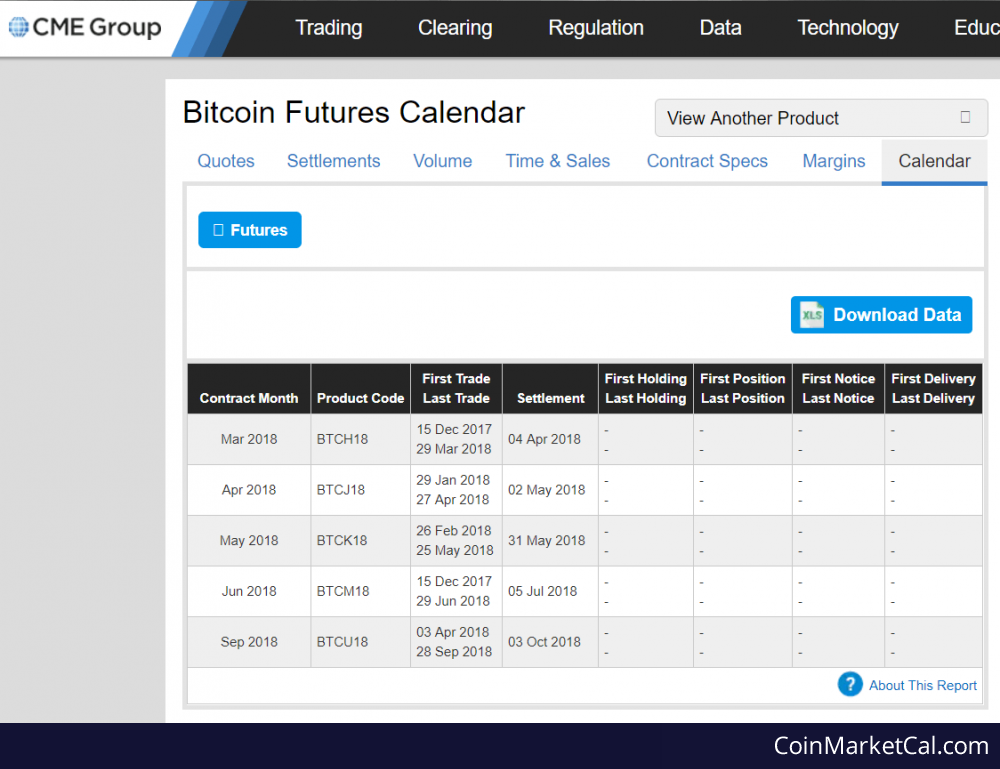 CME Group
Trading Clearing Regulation Data Technology Educ
Bitcoin Futures Calendar
View Another Product
Quotes Settlements Volume Time & Sales Contract Specs Margins Calendar
Futures
XLS Download Data
Contract Month Product Code First Trade Last Trade Settlement First Holding Last Holding First Position Last Position First Notice Last Notice First Delivery Last Delivery
Mar 2018 BTCH18 15 Dec 2017 29 Mar 2018 04 Apr 2018 - - - - - - - -
Apr 2018 BTCJ18 29 Jan 2018 27 Apr 2018 02 May 2018 - - - - - - - -
May 2018 BTCK18 26 Feb 2018 25 May 2018 31 May 2018 - - - - - - - -
Jun 2018 BTCM18 15 Dec 2017 29 Jun 2018 05 Jul 2018 - - - - - - - -
Sep 2018 BTCU18 03 Apr 2018 28 Sep 2018 03 Oct 2018 - - - - - - - -
? About This Report
CoinMarketCal.com